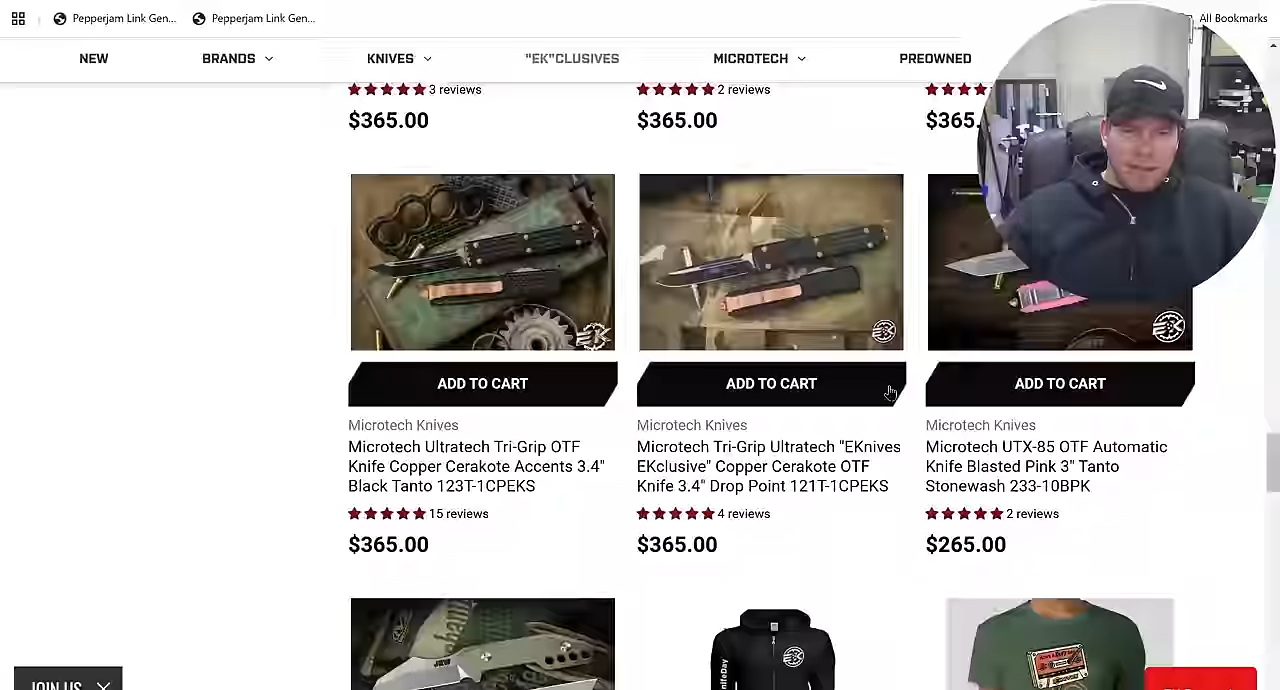 Pepperjam Link Gen... Pepperjam Link Gen... All Bookmarks
NEW BRANDS KNIVES "EK"CLUSIVES MICROTECH PREOWNED
3 reviews 2 reviews
$365.00 $365.00 $365.
ADD TO CART ADD TO CART ADD TO CART
Microtech Knives Microtech Knives Microtech Knives
Microtech Ultratech Tri-Grip OTF
Knife Copper Cerakote Accents 3.4"
Black Tanto 123T-1CPEKS
Microtech Tri-Grip Ultratech "EKnives
EKclusive" Copper Cerakote OTF
Knife 3.4" Drop Point 121T-1CPEKS
Microtech UTX-85 OTF Automatic
Knife Blasted Pink 3" Tanto
Stonewash 233-10BPK
15 reviews 4 reviews 2 reviews
$365.00 $365.00 $265.00
JOIN US